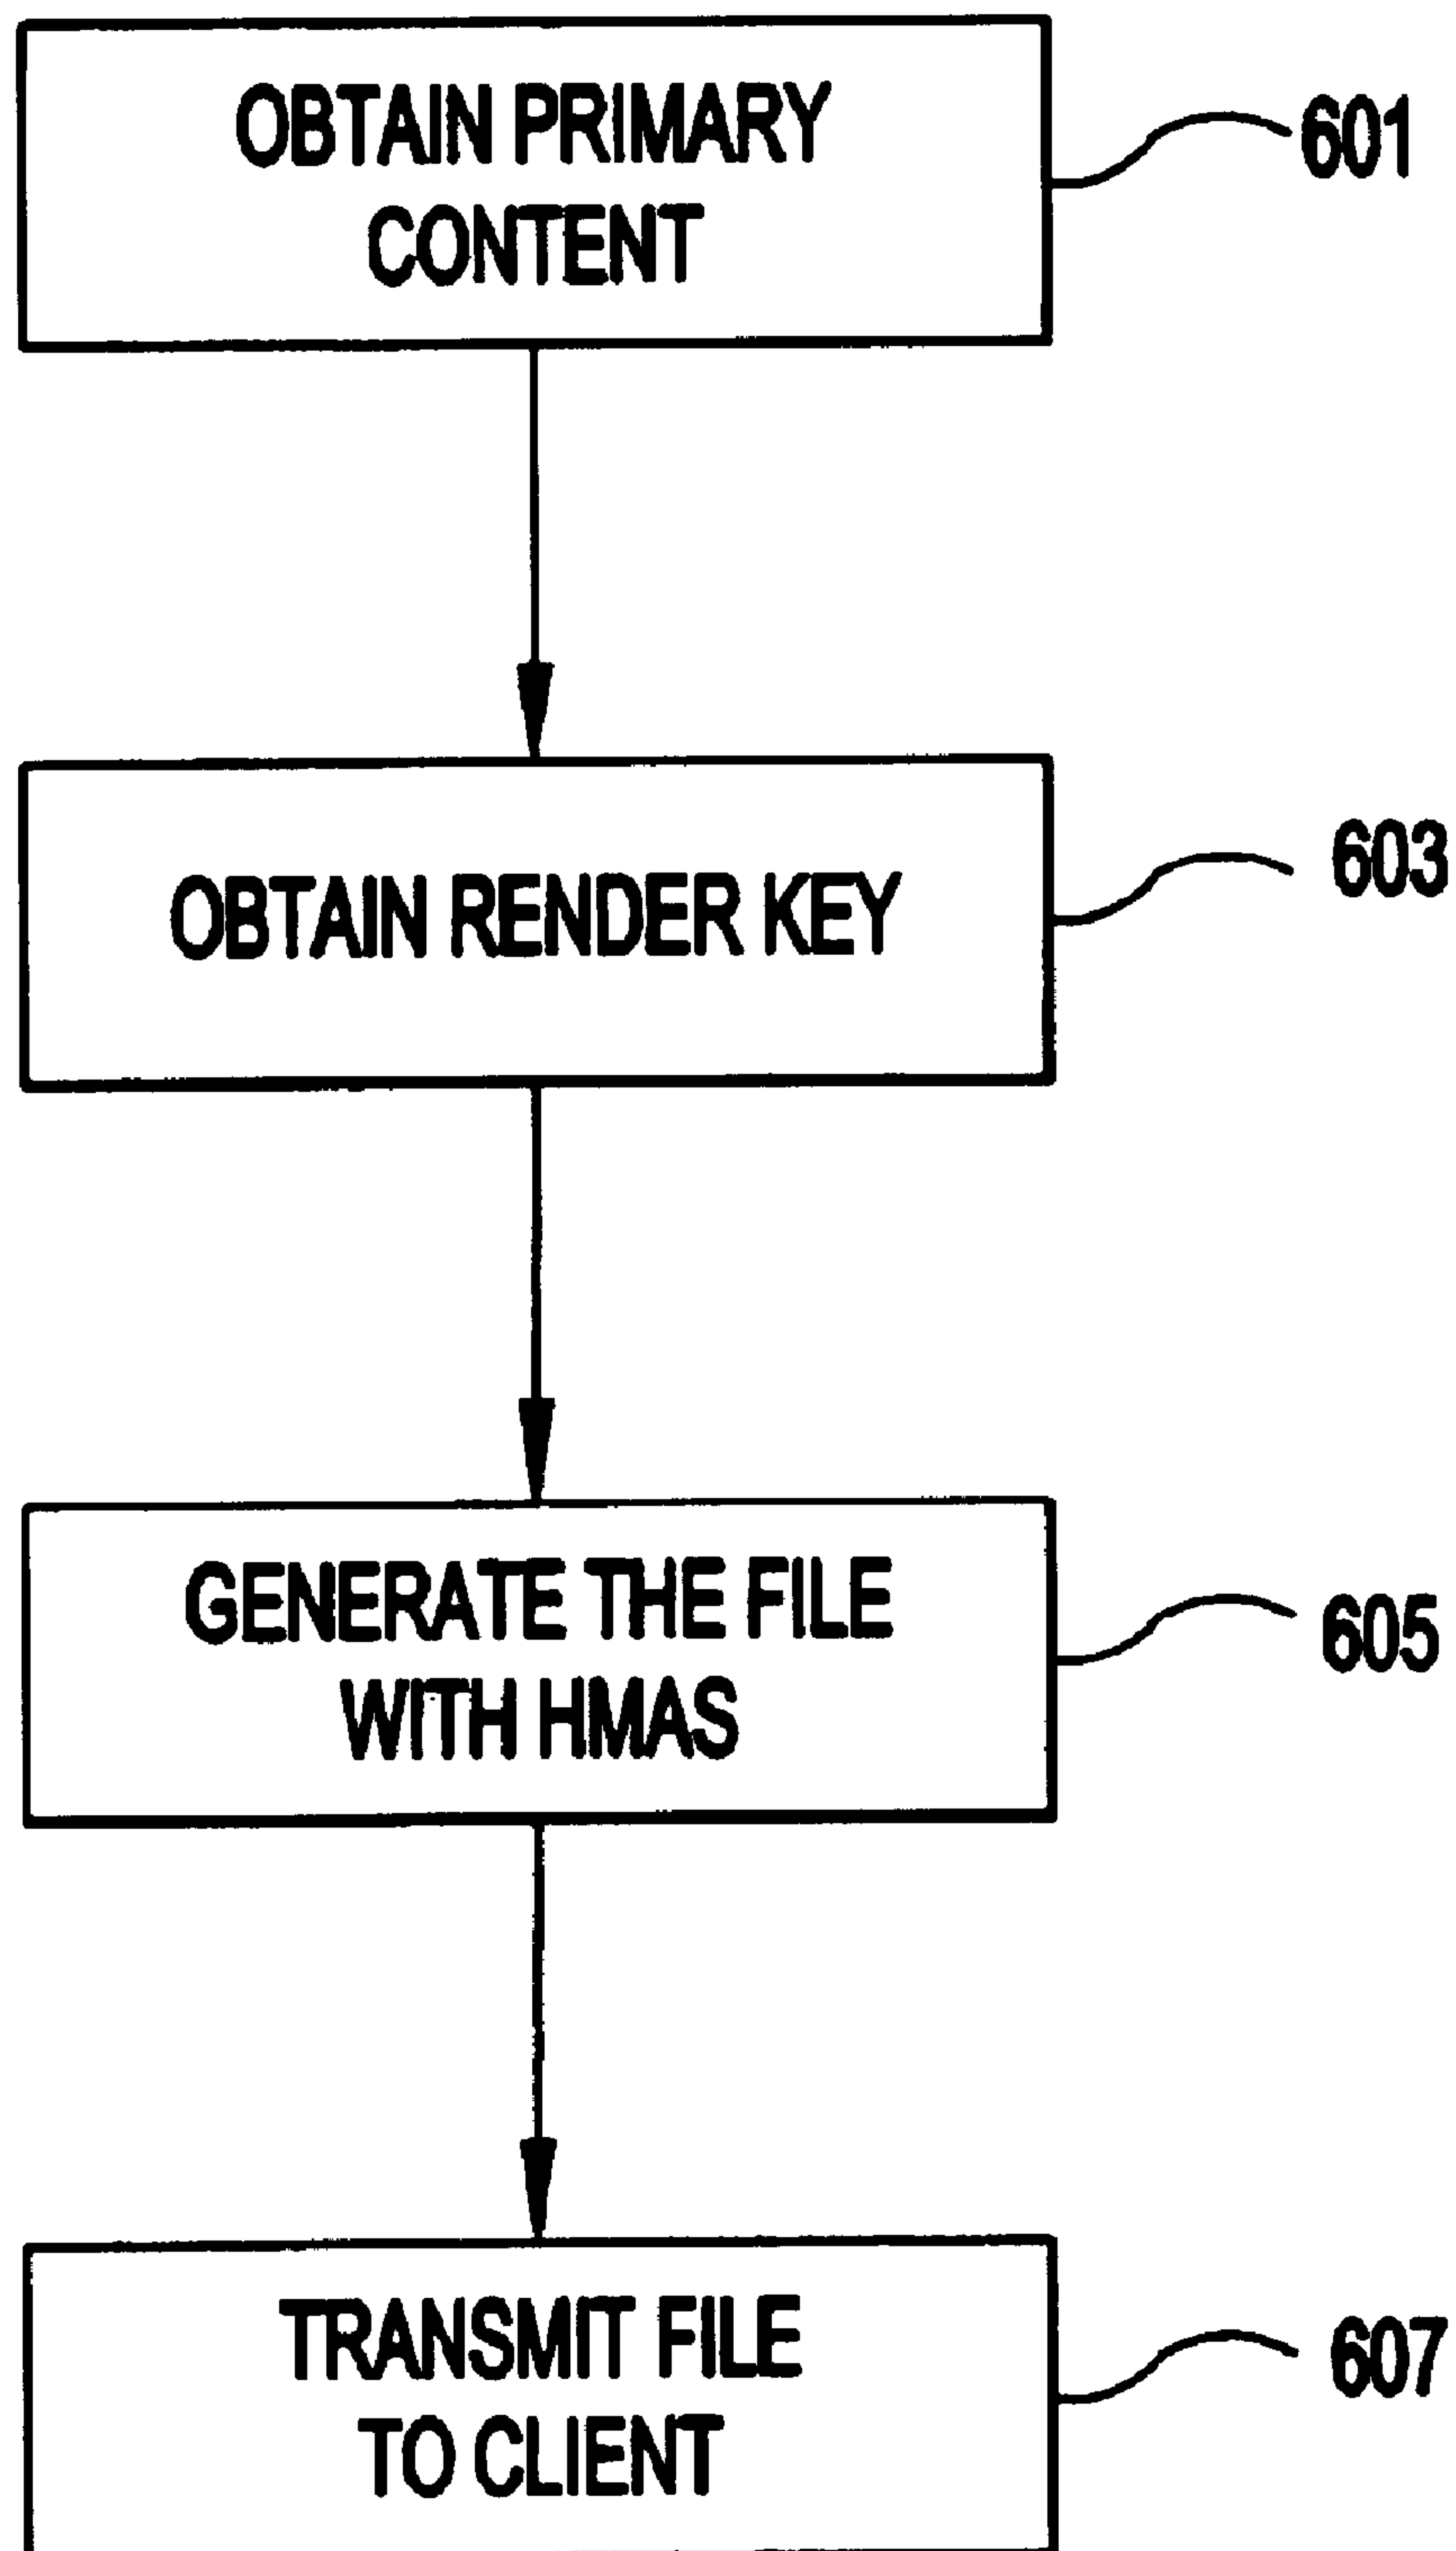 OBTAIN PRIMARY
CONTENT
601
OBTAIN RENDER KEY
603
GENERATE THE FILE
WITH HMAS
605
TRANSMIT FILE
TO CLIENT
607